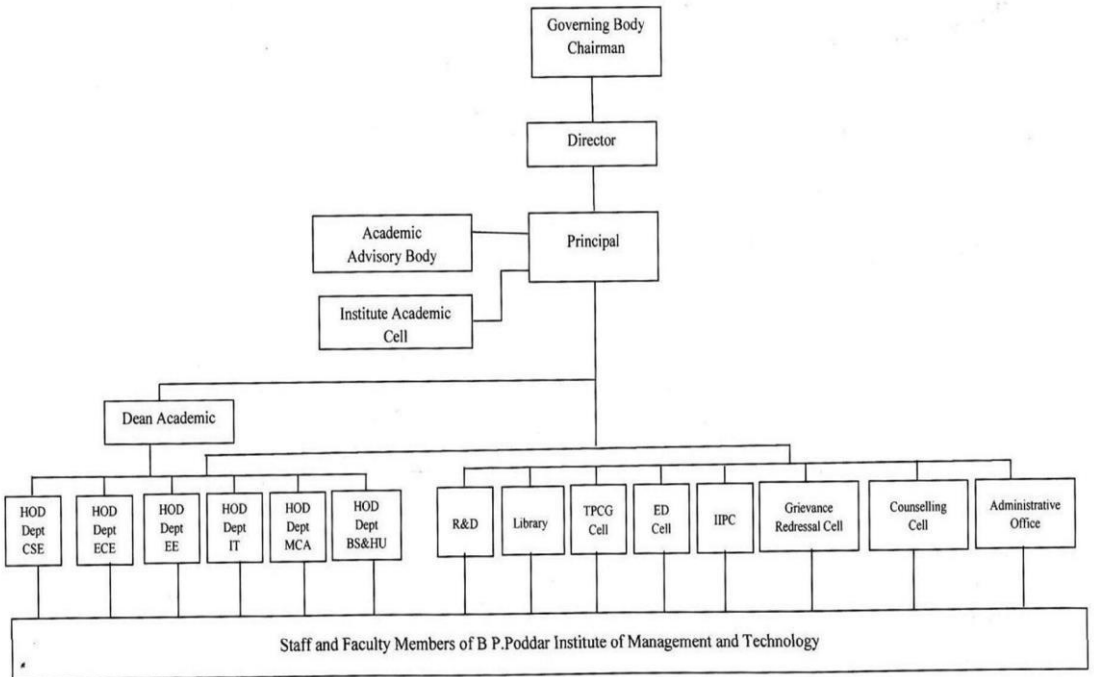 Governing Body
Chairman
Director
Principal
Academic
Advisory Body
Institute Academic
Cell
Dean Academic
HOD
Dept
CSE
HOD
Dept
ECE
HOD
Dept
EE
HOD
Dept
IT
HOD
Dept
MCA
HOD
Dept
BS&HU
R&D
Library
TPCG
Cell
ED
Cell
IIPC
Grievance
Redressal Cell
Counselling
Cell
Administrative
Office
Staff and Faculty Members of B P.Poddar Institute of Management and Technology